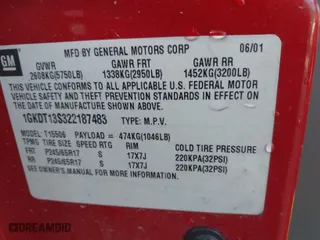 GM
MFD BY GENERAL MOTORS CORP 06/01
GVWR GAWR FRT GAWR RR
2608KG(5750LB) 1338KG(2950LB) 1452KG(3200LB)
THIS VEHICLE CONFORMS TO ALL APPLICABLE U.S. FEDERAL MOTOR
VEHICLE SAFETY AND THEFT PREVENTION STANDARDS IN EFFECT ON
THE DATE OF MANUFACTURE SHOWN ABOVE.
1GKDT13S322187483 TYPE: M.P.V.
MODEL: T15506 PAYLOAD = 474KG(1046LB)
TPMG TIRE SIZE SPEED RTG RIM COLD TIRE PRESSURE
FRT P245/65R17 S 17X7J 220KPA(32PSI)
RR P245/65R17 S 17X7J 220KPA(32PSI)
SEE OWNER'S MANUAL FOR MORE INFORMATION
© DREAMDIO